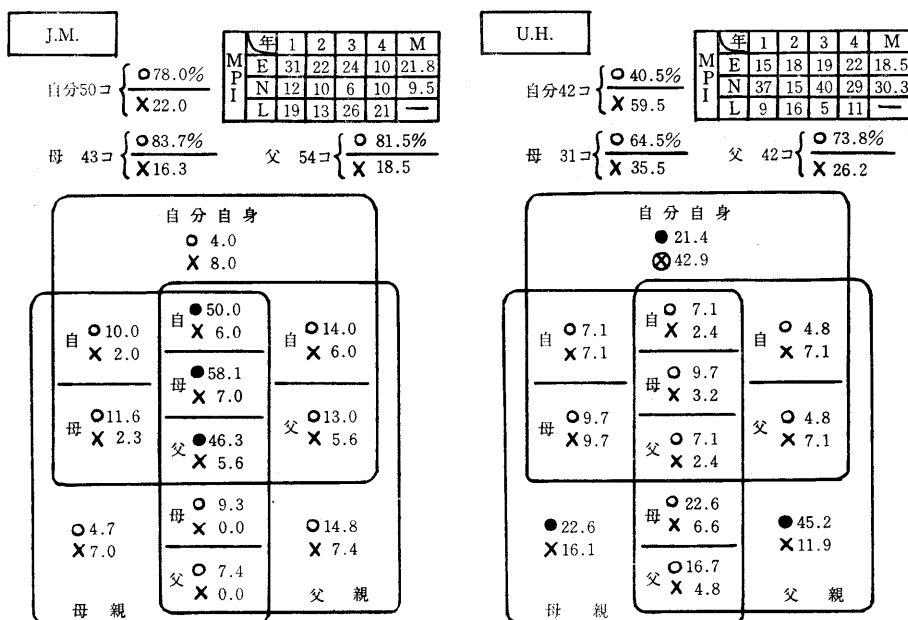 J.M.
M P I
年 1 2 3 4 M
E 31 22 24 10 21.8
N 12 10 6 10 9.5
L 19 13 26 21 —
自分50コ { ○78.0%
×22.0
母 43コ { ○83.7%
×16.3
父 54コ { ○81.5%
×18.5
自分自身
○ 4.0
× 8.0
自 ○10.0
× 2.0
母 ○11.6
× 2.3
自 ●50.0
× 6.0
母 ●58.1
× 7.0
父 ●46.3
× 5.6
自 ○14.0
× 6.0
父 ○13.0
× 5.6
母 ○ 9.3
× 0.0
父 ○ 7.4
× 0.0
○4.7
×7.0
母親
○14.8
× 7.4
父親
U.H.
M P I
年 1 2 3 4 M
E 15 18 19 22 18.5
N 37 15 40 29 30.3
L 9 16 5 11 —
自分42コ { ○40.5%
×59.5
母 31コ { ○64.5%
×35.5
父 42コ { ○73.8%
×26.2
自分自身
●21.4
⊗42.9
自 ○7.1
×7.1
母 ○9.7
×9.7
自 ○ 7.1
× 2.4
母 ○ 9.7
× 3.2
父 ○ 7.1
× 2.4
自 ○ 4.8
× 7.1
父 ○ 4.8
× 7.1
母 ○22.6
× 6.6
父 ○16.7
× 4.8
●22.6
×16.1
母親
●45.2
×11.9
父親